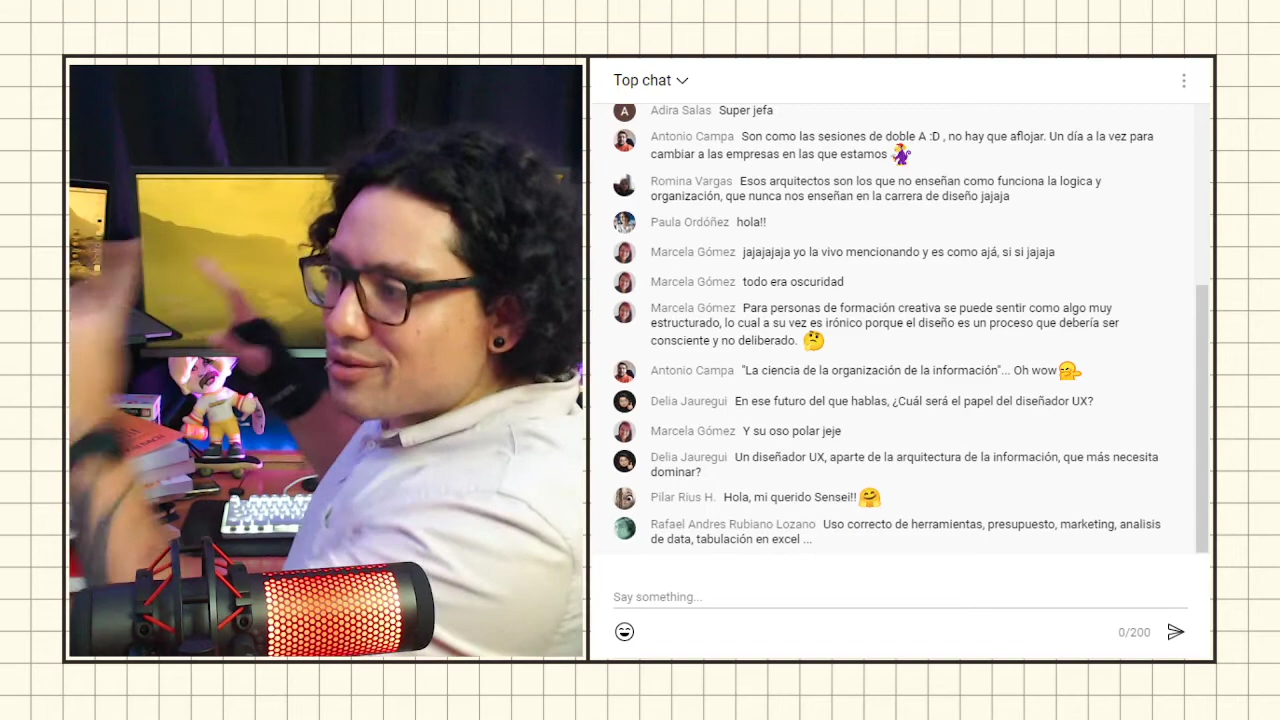 Top chat
A
Adira Salas Super jefa
Antonio Campa Son como las sesiones de doble A :D , no hay que aflojar. Un día a la vez para
cambiar a las empresas en las que estamos
Romina Vargas Esos arquitectos son los que no enseñan como funciona la logica y
organización, que nunca nos enseñan en la carrera de diseño jajaja
Paula Ordóñez hola!!
Marcela Gómez jajajajaja yo la vivo mencionando y es como ajá, si si jajaja
Marcela Gómez todo era oscuridad
Marcela Gómez Para personas de formación creativa se puede sentir como algo muy
estructurado, lo cual a su vez es irónico porque el diseño es un proceso que debería ser
consciente y no deliberado. 🤔
Antonio Campa "La ciencia de la organización de la información"... Oh wow
Delia Jauregui En ese futuro del que hablas, ¿Cuál será el papel del diseñador UX?
Marcela Gómez Y su oso polar jeje
Delia Jauregui Un diseñador UX, aparte de la arquitectura de la información, que más necesita
dominar?
Pilar Rius H. Hola, mi querido Sensei!! 🤗
Rafael Andres Rubiano Lozano Uso correcto de herramientas, presupuesto, marketing, analisis
de data, tabulación en excel ...
Say something...
0/200